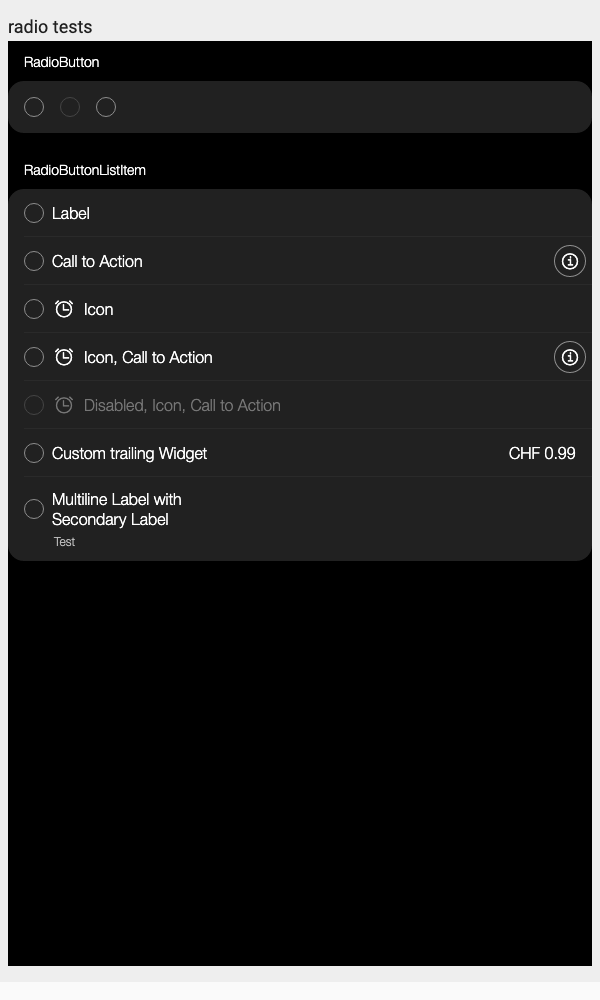 radio tests
RadioButton
RadioButtonListItem
Label
Call to Action
Icon
Icon, Call to Action
Disabled, Icon, Call to Action
Custom trailing Widget CHF 0.99
Multiline Label with
Secondary Label
Test